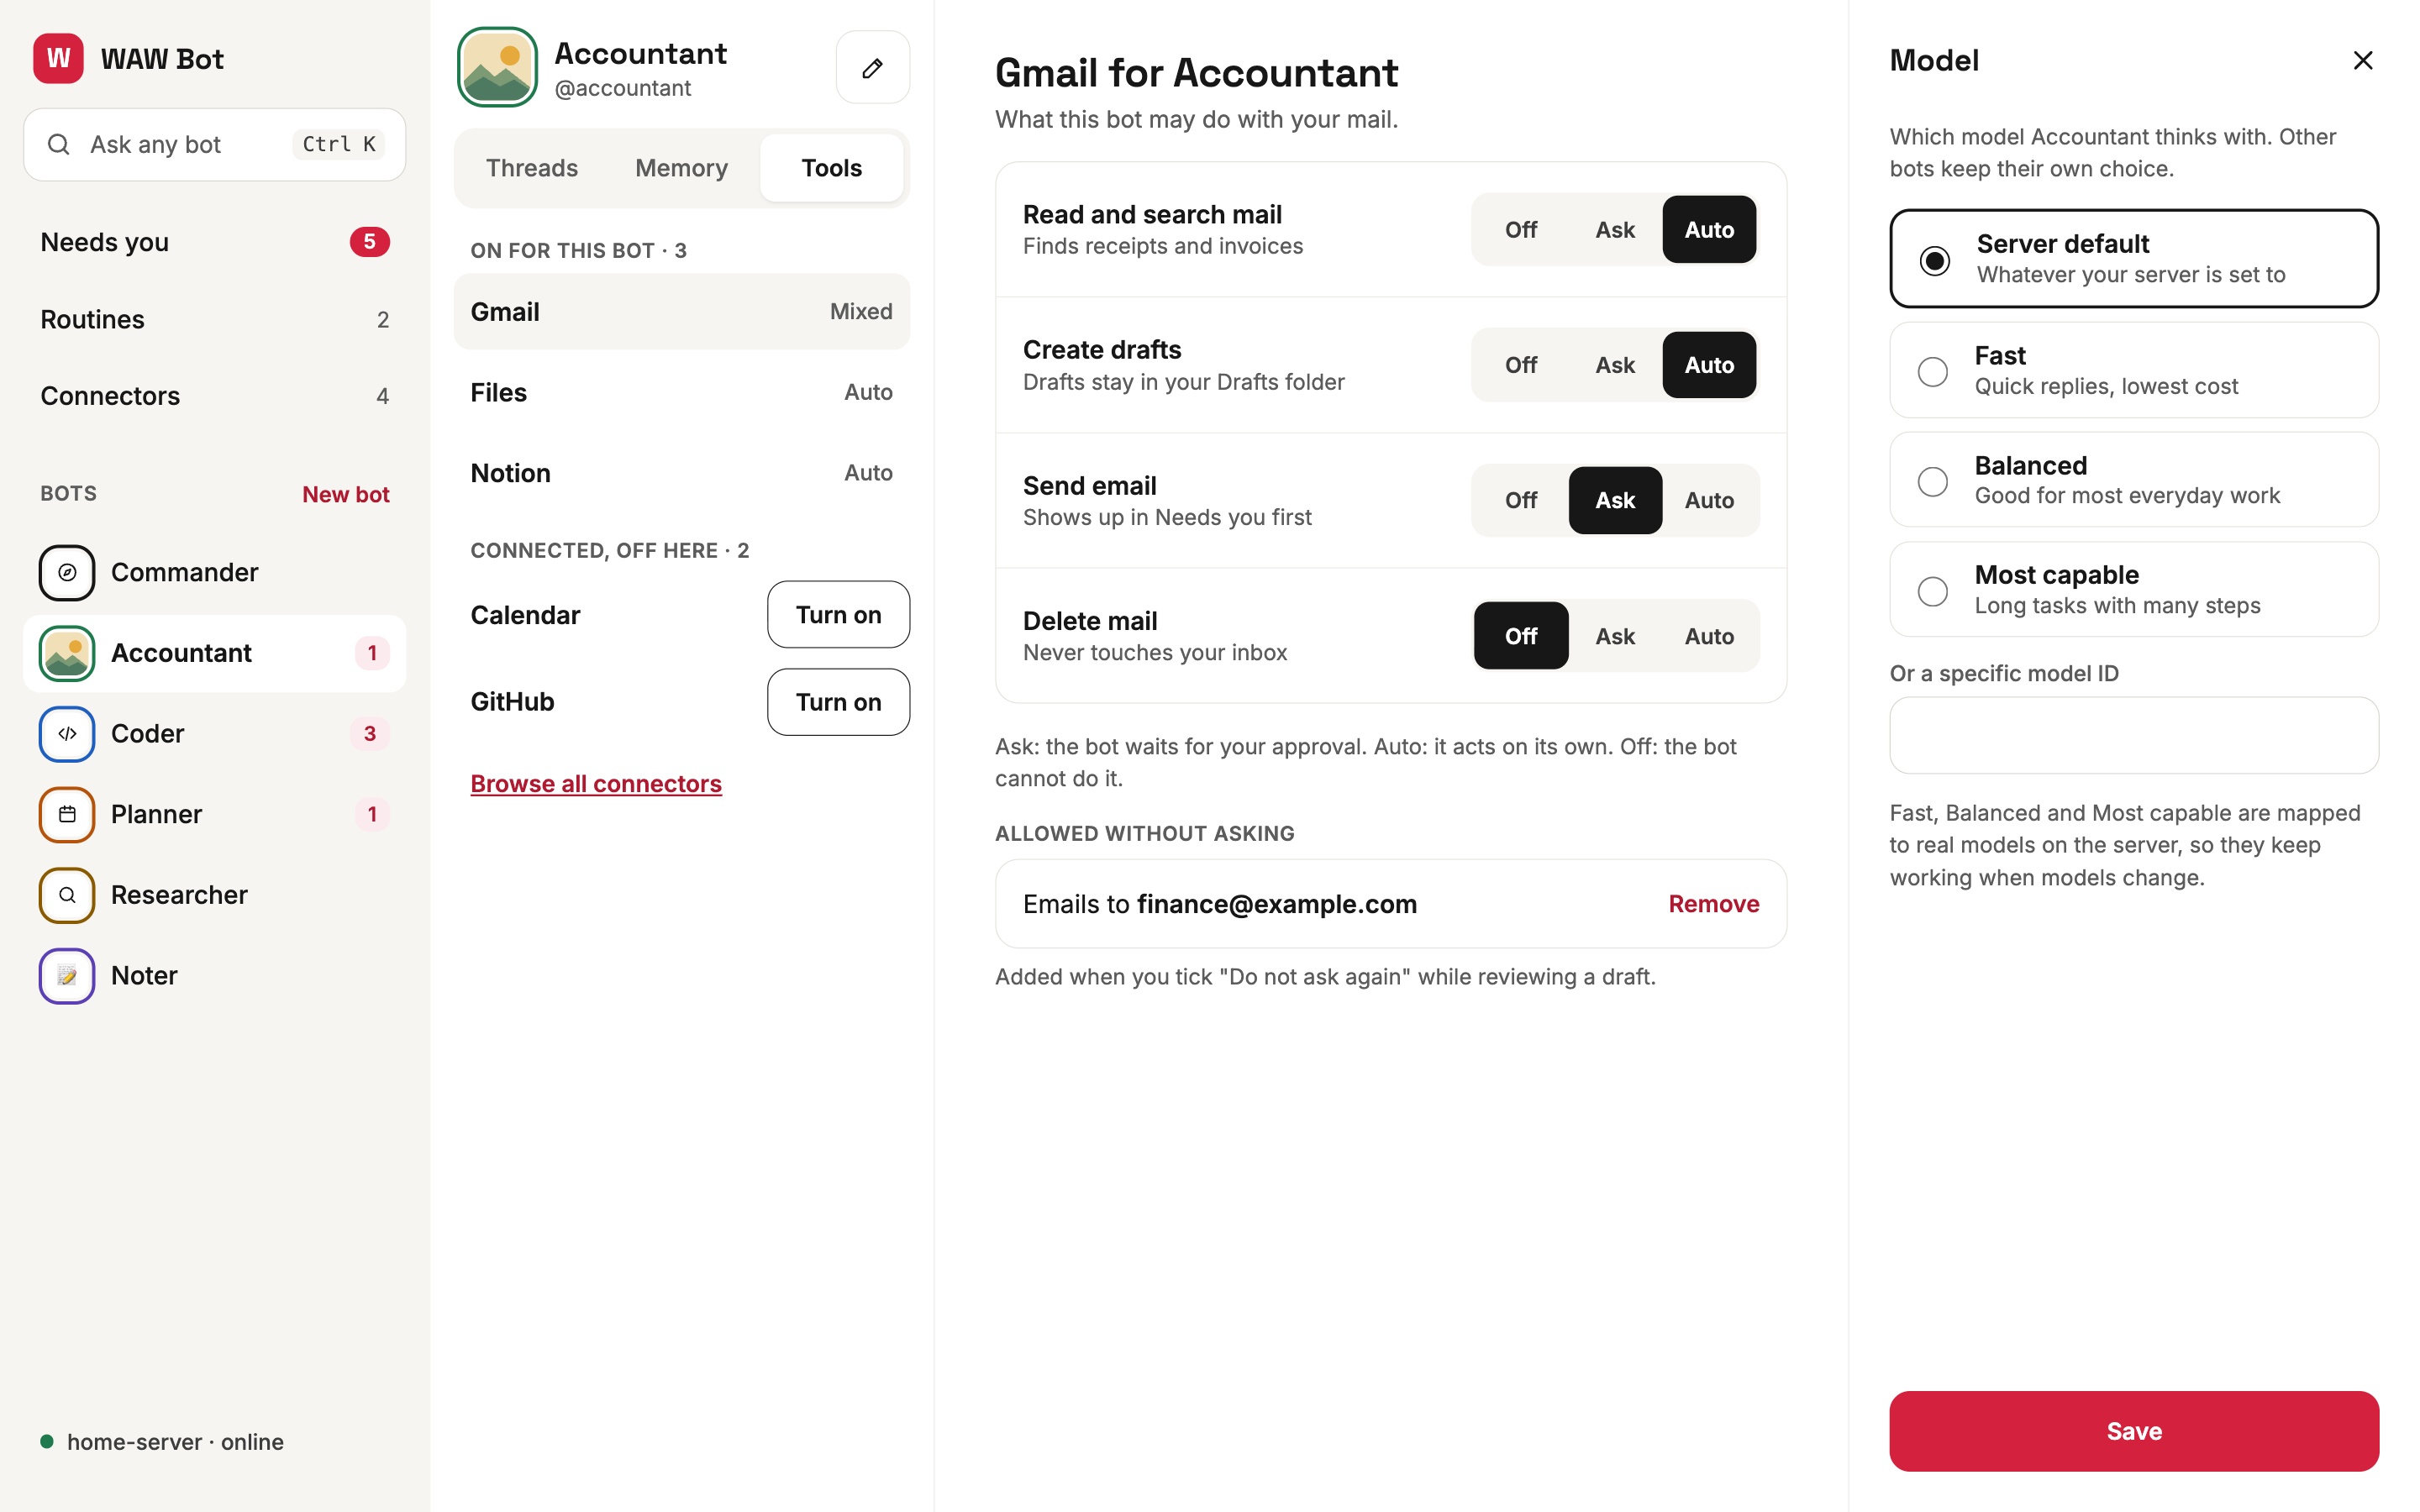 W WAW Bot
Ask any bot Ctrl K
Needs you 5
Routines 2
Connectors 4
BOTS New bot
Commander
Accountant 1
Coder 3
Planner 1
Researcher
Noter
home-server · online
Accountant
@accountant
Threads Memory Tools
ON FOR THIS BOT · 3
Gmail Mixed
Files Auto
Notion Auto
CONNECTED, OFF HERE · 2
Calendar Turn on
GitHub Turn on
Browse all connectors
Gmail for Accountant
What this bot may do with your mail.
Read and search mail
Finds receipts and invoices
Off Ask Auto
Create drafts
Drafts stay in your Drafts folder
Off Ask Auto
Send email
Shows up in Needs you first
Off Ask Auto
Delete mail
Never touches your inbox
Off Ask Auto
Ask: the bot waits for your approval. Auto: it acts on its own. Off: the bot
cannot do it.
ALLOWED WITHOUT ASKING
Emails to finance@example.com Remove
Added when you tick "Do not ask again" while reviewing a draft.
Model
Which model Accountant thinks with. Other
bots keep their own choice.
Server default
Whatever your server is set to
Fast
Quick replies, lowest cost
Balanced
Good for most everyday work
Most capable
Long tasks with many steps
Or a specific model ID
Fast, Balanced and Most capable are mapped
to real models on the server, so they keep
working when models change.
Save